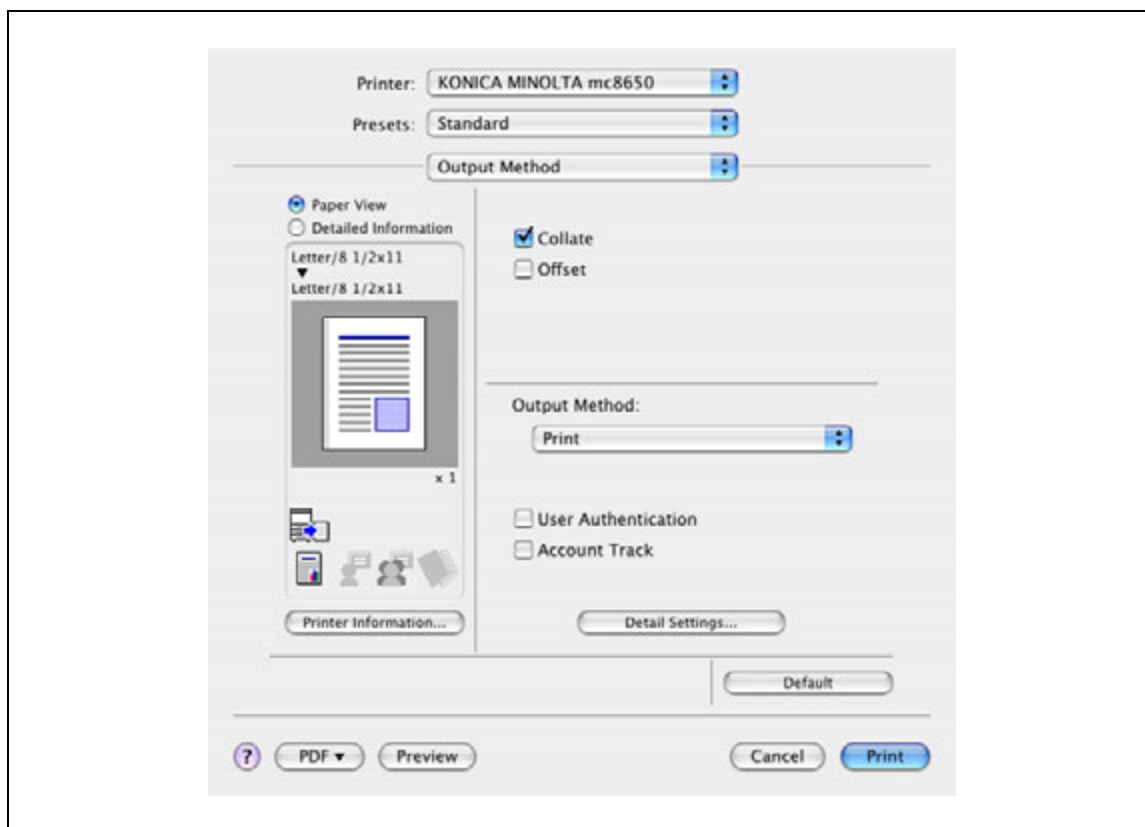 Printer: KONICA MINOLTA mc8650
Presets: Standard
Output Method
Paper View
Detailed Information
Letter/8 1/2x11
▼
Letter/8 1/2x11
x 1
Printer Information...
Collate
Offset
Output Method:
Print
User Authentication
Account Track
Detail Settings...
Default
? PDF ▼ Preview Cancel Print